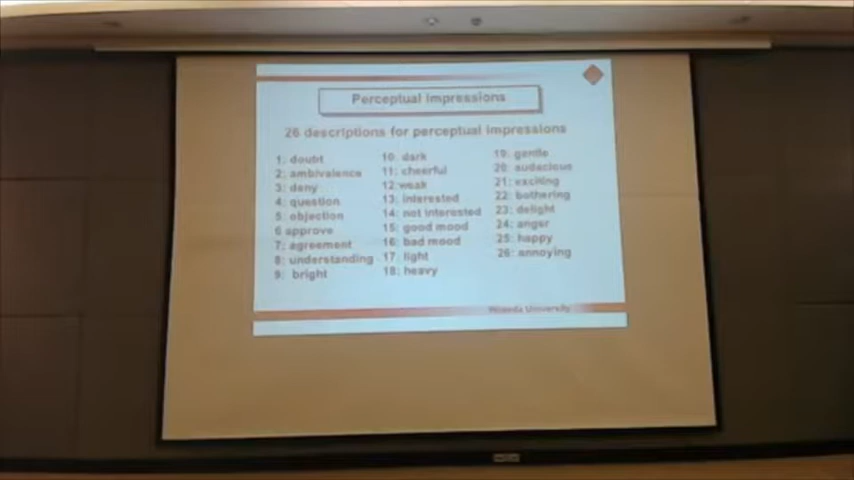 Perceptual Impressions
26 descriptions for perceptual impressions
1: doubt
2: ambivalence
3: deny
4: question
5: objection
6 approve
7: agreement
8: understanding
9: bright
10: dark
11: cheerful
12: weak
13: interested
14: not interested
15: good mood
16: bad mood
17: light
18: heavy
19: gentle
20: audacious
21: exciting
22: bothering
23: delight
24: anger
25: happy
26: annoying
University